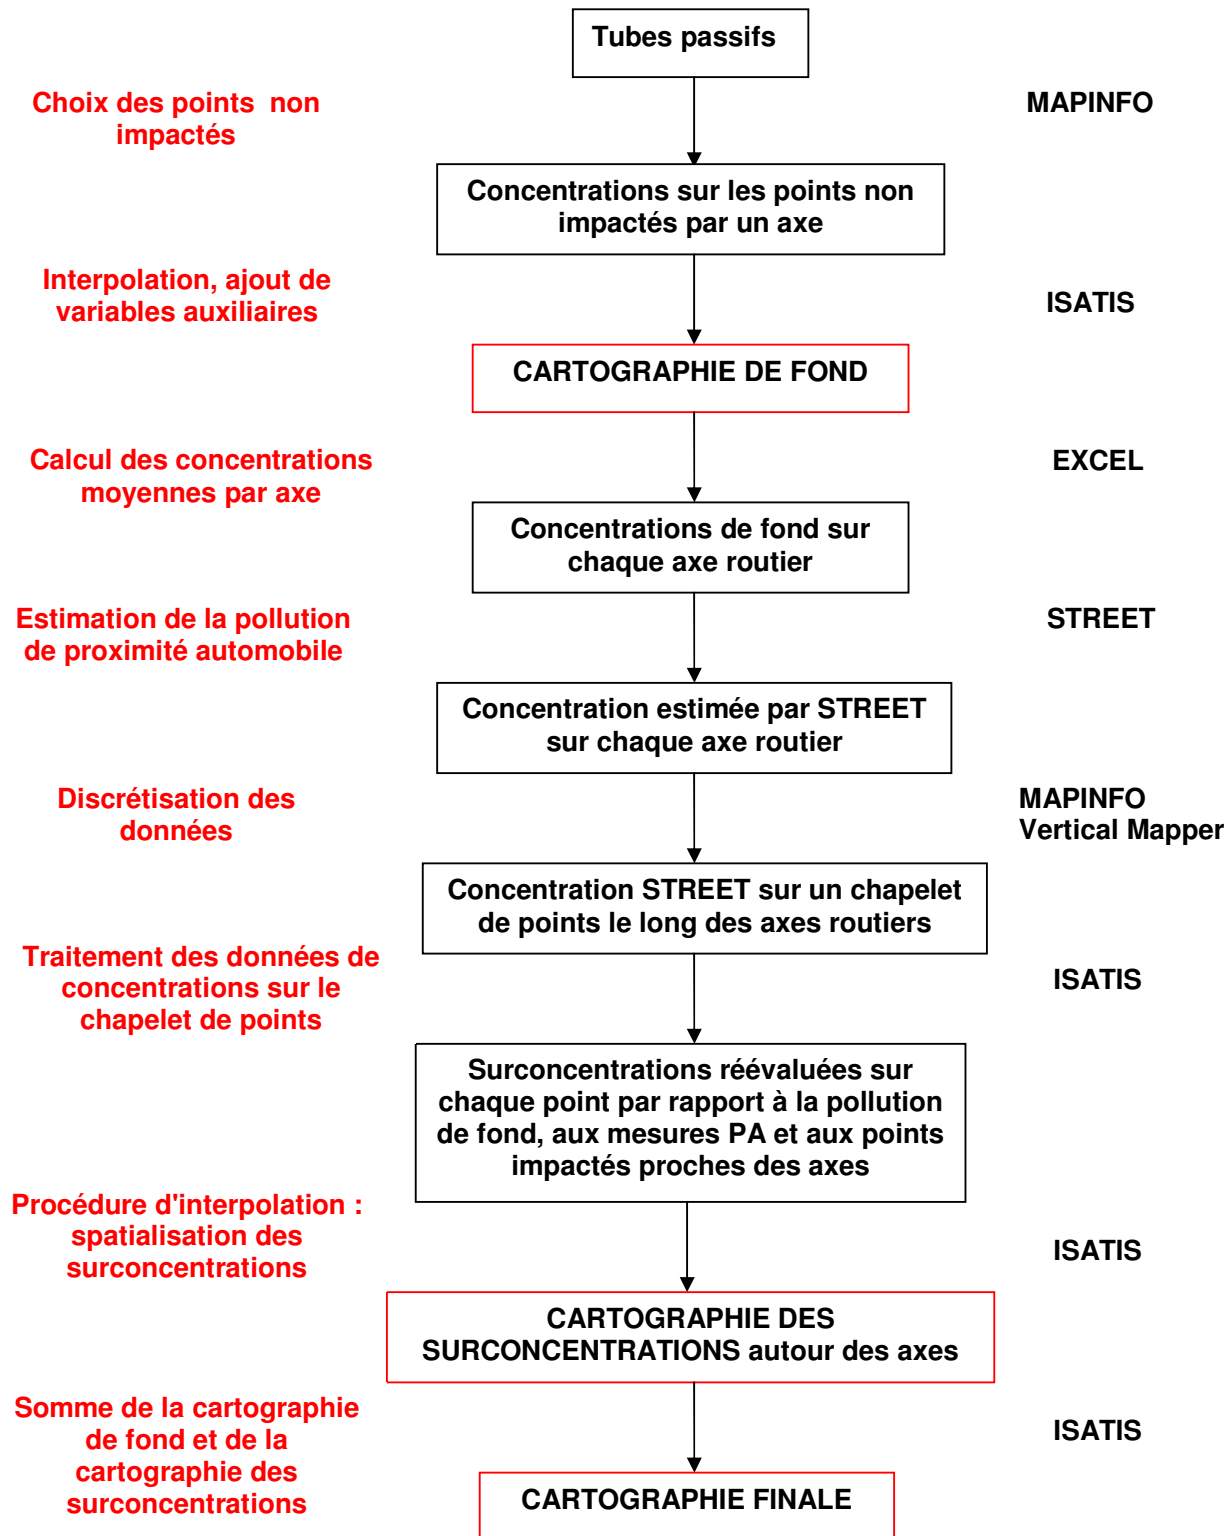 Tubes passifs
Choix des points non
impactés
MAPINFO
Concentrations sur les points non
impactés par un axe
Interpolation, ajout de
variables auxiliaires
ISATIS
CARTOGRAPHIE DE FOND
Calcul des concentrations
moyennes par axe
EXCEL
Concentrations de fond sur
chaque axe routier
Estimation de la pollution
de proximité automobile
STREET
Concentration estimée par STREET
sur chaque axe routier
Discrétisation des
données
MAPINFO
Vertical Mapper
Concentration STREET sur un chapelet
de points le long des axes routiers
Traitement des données de
concentrations sur le
chapelet de points
ISATIS
Surconcentrations réévaluées sur
chaque point par rapport à la pollution
de fond, aux mesures PA et aux points
impactés proches des axes
Procédure d'interpolation :
spatialisation des
surconcentrations
ISATIS
CARTOGRAPHIE DES
SURCONCENTRATIONS autour des axes
Somme de la cartographie
de fond et de la
cartographie des
surconcentrations
ISATIS
CARTOGRAPHIE FINALE